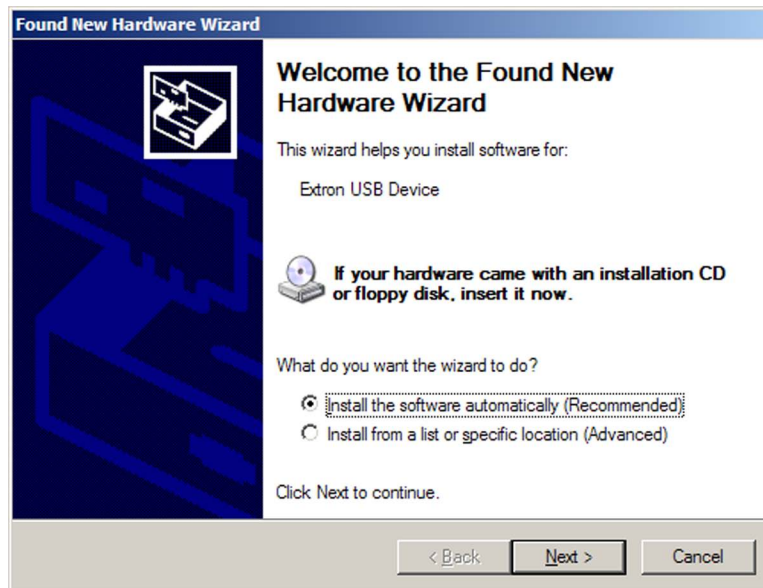 Found New Hardware Wizard
Welcome to the Found New
Hardware Wizard
This wizard helps you install software for:
Extron USB Device
If your hardware came with an installation CD
or floppy disk, insert it now.
What do you want the wizard to do?
Install the software automatically (Recommended)
Install from a list or specific location (Advanced)
Click Next to continue.
< Back Next > Cancel